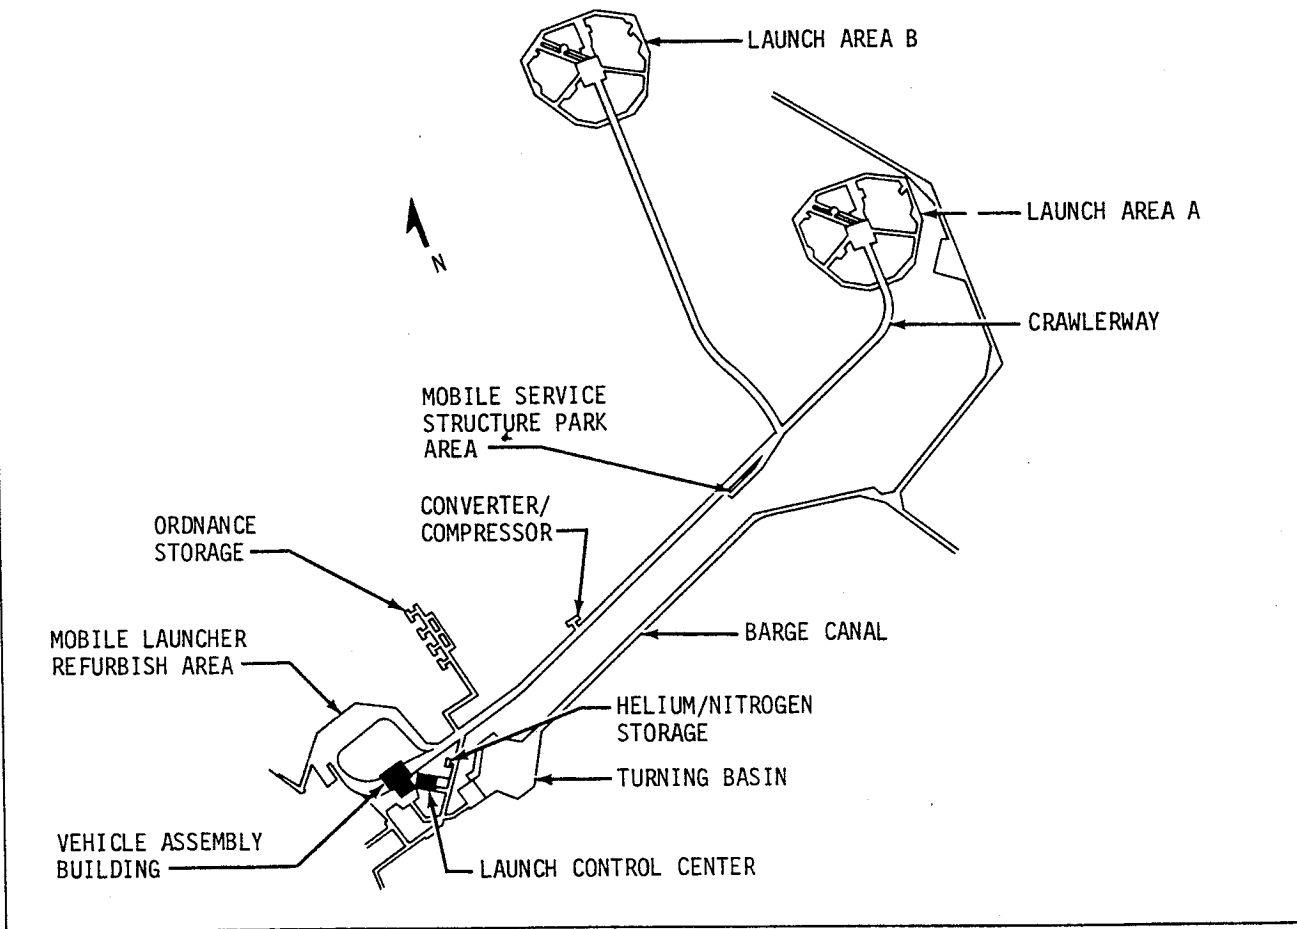 LAUNCH AREA B
LAUNCH AREA A
N
CRAWLERWAY
MOBILE SERVICE
STRUCTURE PARK
AREA
CONVERTER/
COMPRESSOR
ORDNANCE
STORAGE
MOBILE LAUNCHER
REFURBISH AREA
BARGE CANAL
HELIUM/NITROGEN
STORAGE
TURNING BASIN
VEHICLE ASSEMBLY
BUILDING
LAUNCH CONTROL CENTER